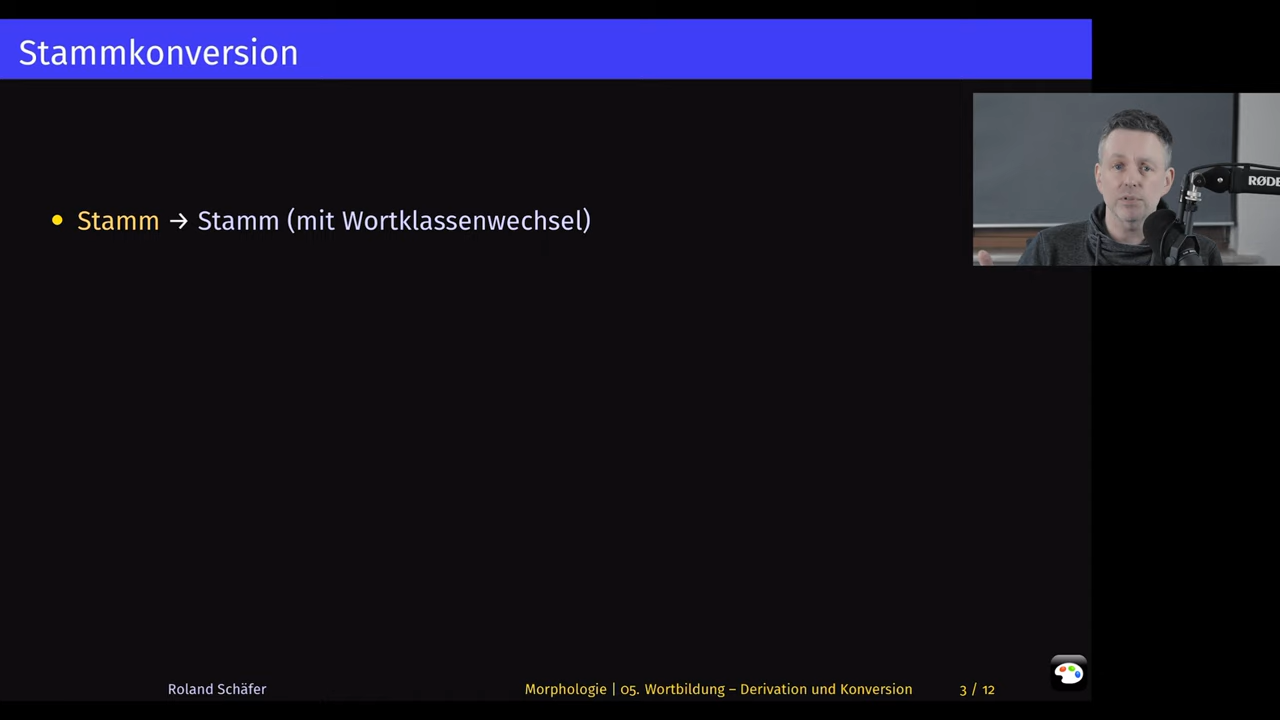 Stammkonversion
• Stamm → Stamm (mit Wortklassenwechsel)
RØDE
Roland Schäfer
Morphologie | 05. Wortbildung – Derivation und Konversion
3 / 12